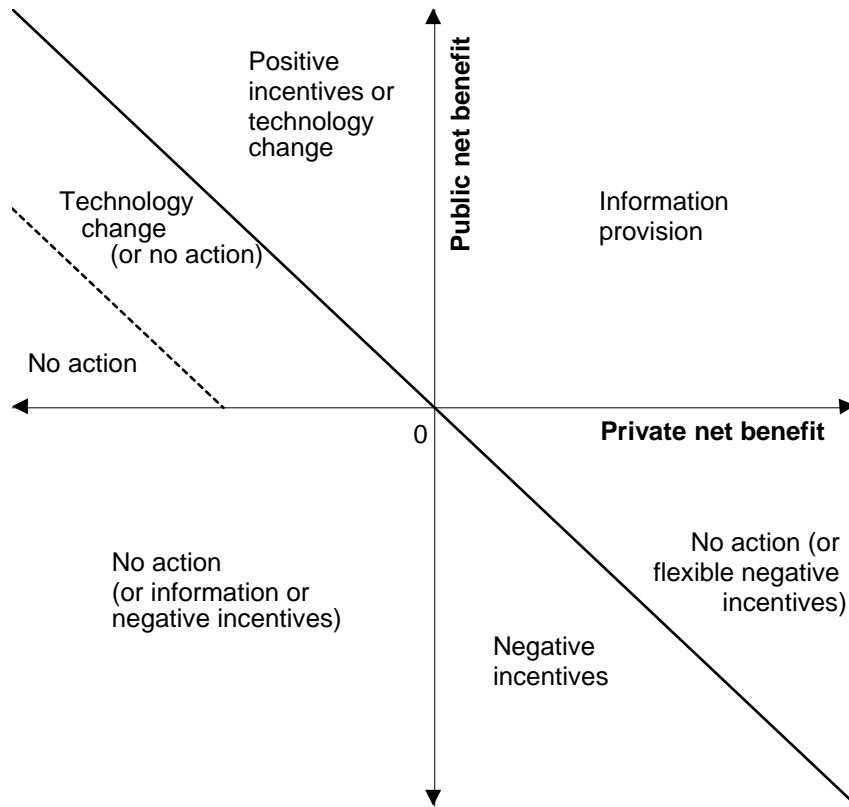 Positive
incentives or
technology
change
Public net benefit
Technology
change
(or no action)
Information
provision
No action
0
Private net benefit
No action
(or information or
negative incentives)
No action (or
flexible negative
incentives)
Negative
incentives